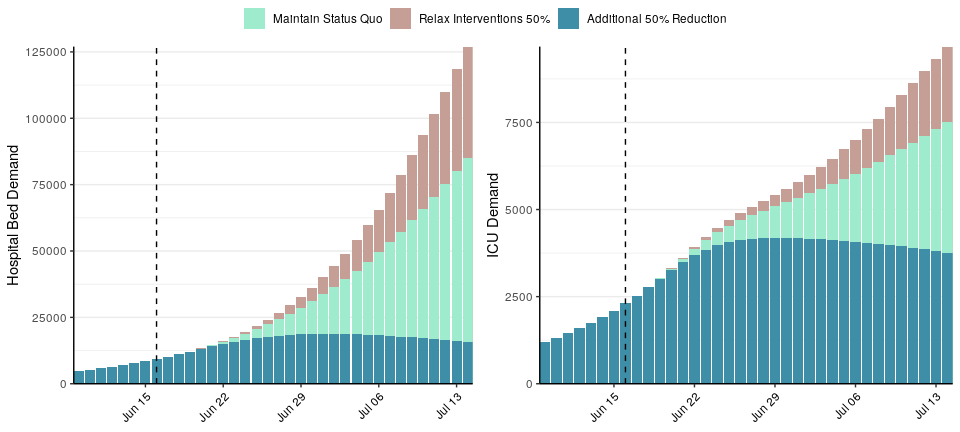 Maintain Status Quo Relax Interventions 50% Additional 50% Reduction
Hospital Bed Demand
125000
100000
75000
50000
25000
0
Jun 15 Jun 22 Jun 29 Jul 06 Jul 13
ICU Demand
7500
5000
2500
0
Jun 15 Jun 22 Jun 29 Jul 06 Jul 13